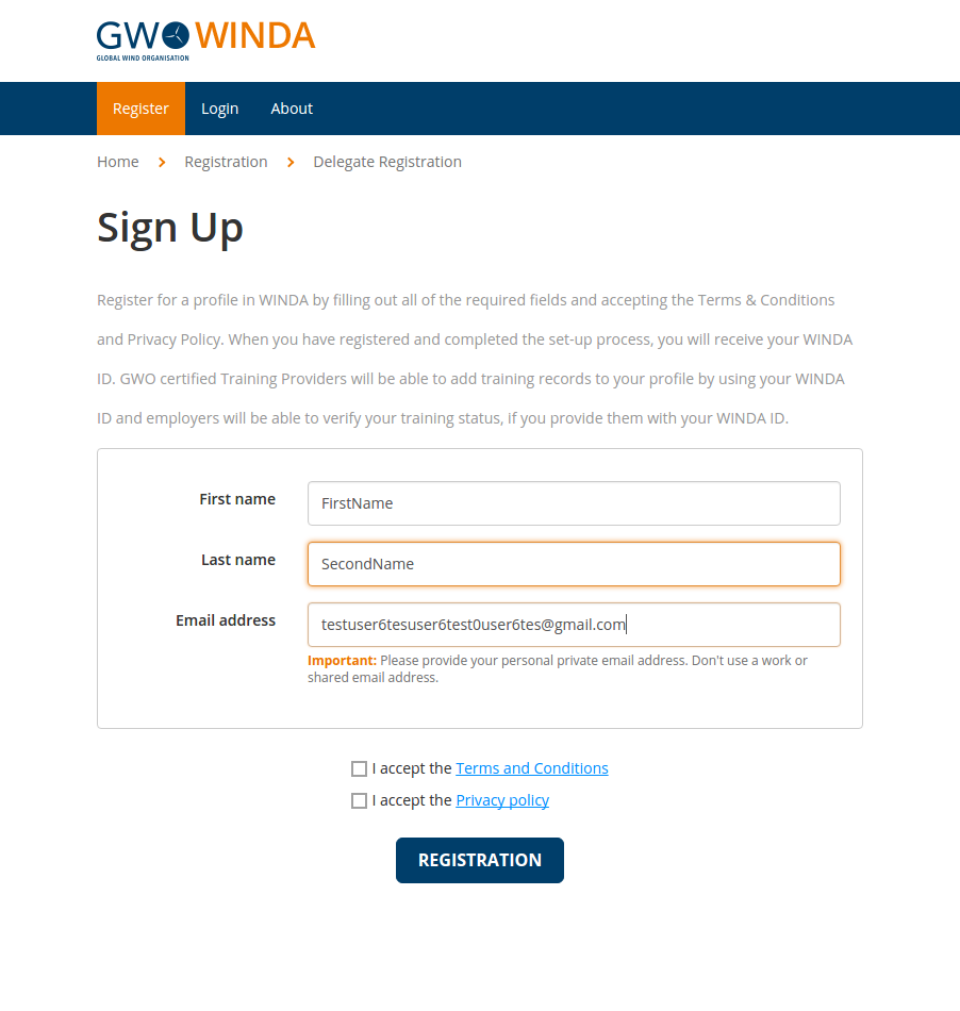 GWO WINDA
GLOBAL WIND ORGANISATION
Register Login About
Home > Registration > Delegate Registration
Sign Up
Register for a profile in WINDA by filling out all of the required fields and accepting the Terms & Conditions
and Privacy Policy. When you have registered and completed the set-up process, you will receive your WINDA
ID. GWO certified Training Providers will be able to add training records to your profile by using your WINDA
ID and employers will be able to verify your training status, if you provide them with your WINDA ID.
First name FirstName
Last name SecondName
Email address testuser6tesuser6test0user6tes@gmail.com
Important: Please provide your personal private email address. Don't use a work or
shared email address.
I accept the Terms and Conditions
I accept the Privacy policy
REGISTRATION